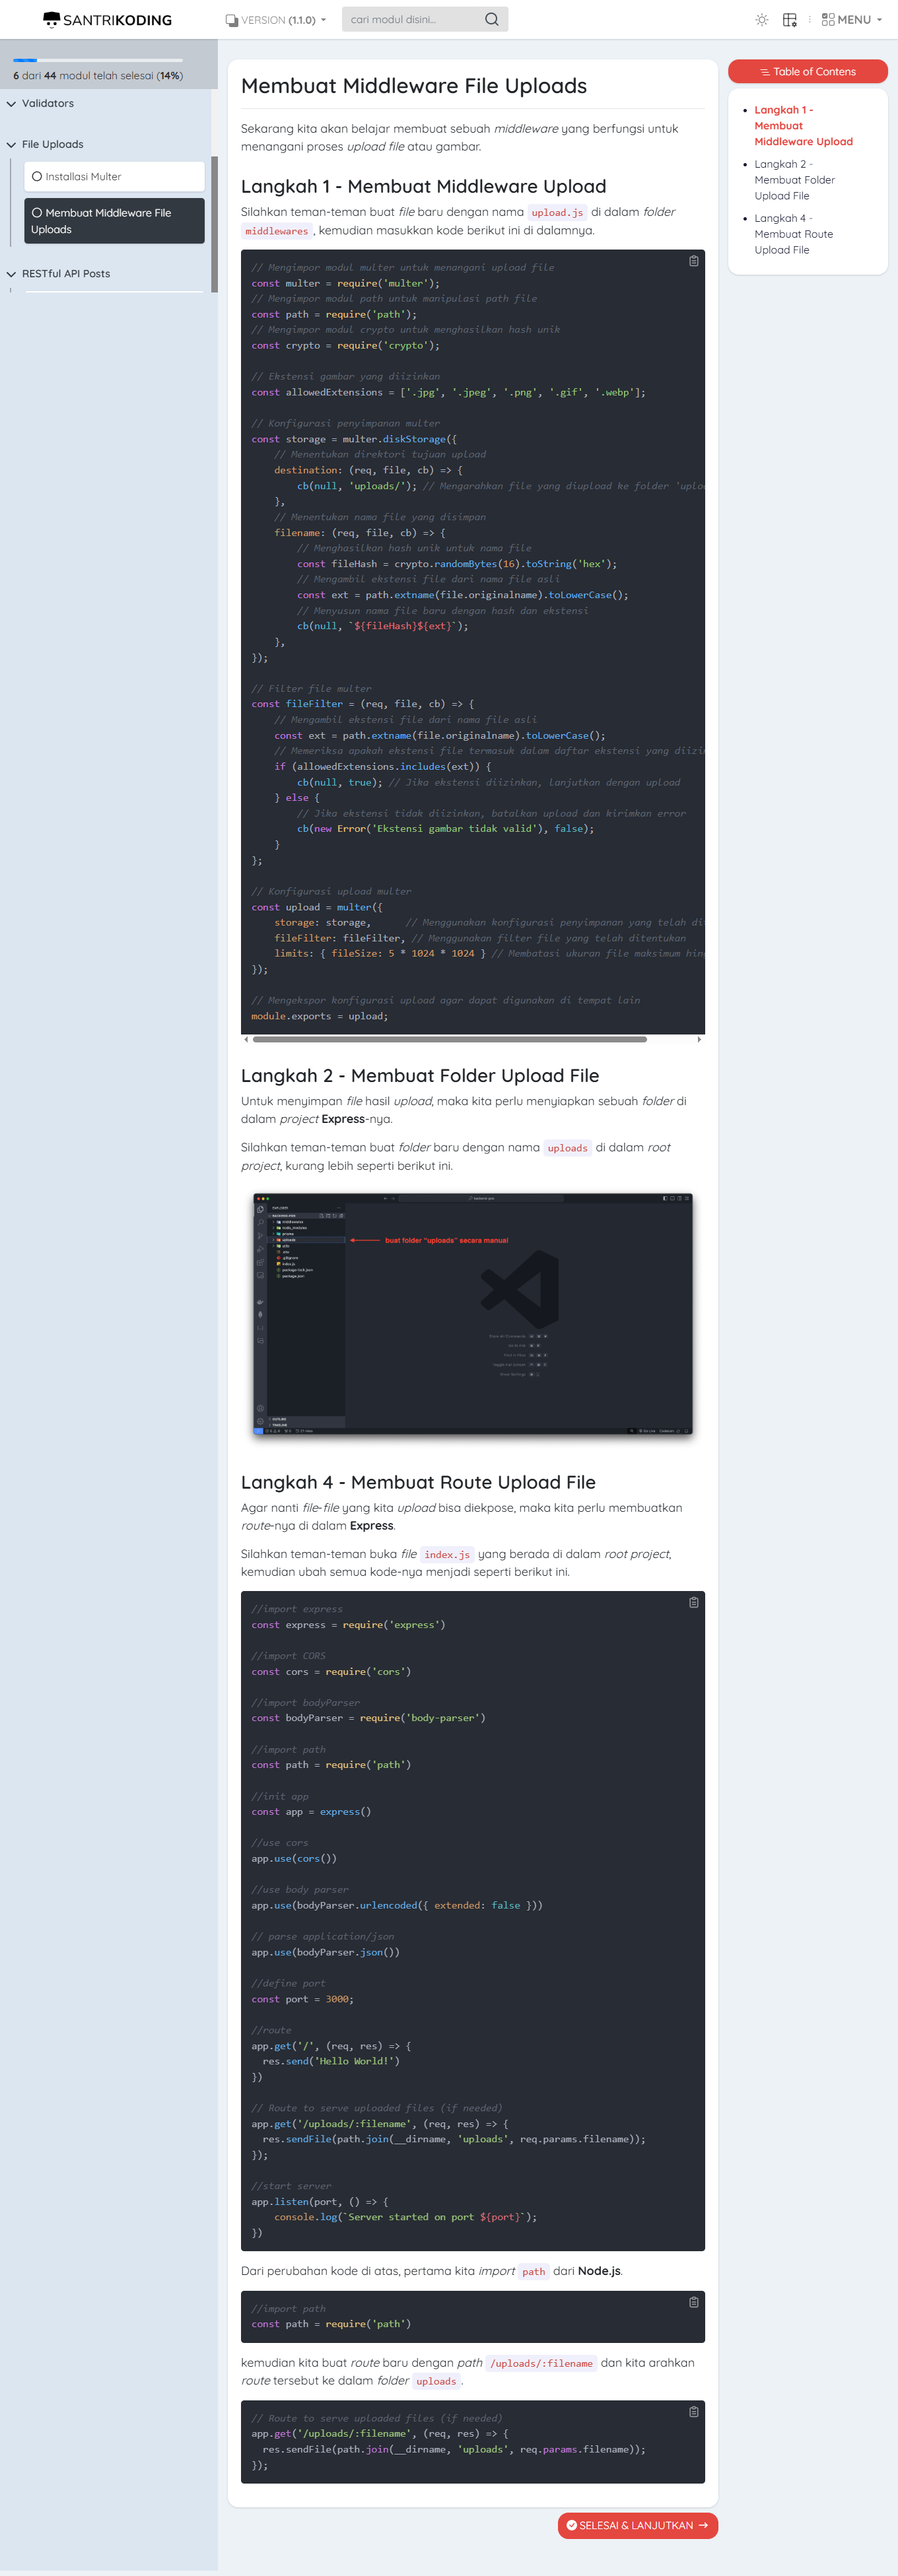 SANTRIKODING
VERSION (1.1.0)
cari modul disini...
MENU
6 dari 44 modul telah selesai (14%)
Validators
File Uploads
Installasi Multer
Membuat Middleware File
Uploads
RESTful API Posts
Membuat Middleware File Uploads
Sekarang kita akan belajar membuat sebuah middleware yang berfungsi untuk
menangani proses upload file atau gambar.
Langkah 1 - Membuat Middleware Upload
Silahkan teman-teman buat file baru dengan nama upload.js di dalam folder
middlewares, kemudian masukkan kode berikut ini di dalamnya.
// Mengimpor modul multer untuk menangani upload file
const multer = require('multer');
// Mengimpor modul path untuk manipulasi path file
const path = require('path');
// Mengimpor modul crypto untuk menghasilkan hash unik
const crypto = require('crypto');
// Ekstensi gambar yang diizinkan
const allowedExtensions = ['.jpg', '.jpeg', '.png', '.gif', '.webp'];
// Konfigurasi penyimpanan multer
const storage = multer.diskStorage({
// Menentukan direktori tujuan upload
destination: (req, file, cb) => {
cb(null, 'uploads/'); // Mengarahkan file yang diupload ke folder 'uploa
},
// Menentukan nama file yang disimpan
filename: (req, file, cb) => {
// Menghasilkan hash unik untuk nama file
const fileHash = crypto.randomBytes(16).toString('hex');
// Mengambil ekstensi file dari nama file asli
const ext = path.extname(file.originalname).toLowerCase();
// Menyusun nama file baru dengan hash dan ekstensi
cb(null, `${fileHash}${ext}`);
},
});
// Filter file multer
const fileFilter = (req, file, cb) => {
// Mengambil ekstensi file dari nama file asli
const ext = path.extname(file.originalname).toLowerCase();
// Memeriksa apakah ekstensi file termasuk dalam daftar ekstensi yang diizin
if (allowedExtensions.includes(ext)) {
cb(null, true); // Jika ekstensi diizinkan, lanjutkan dengan upload
} else {
// Jika ekstensi tidak diizinkan, batalkan upload dan kirimkan error
cb(new Error('Ekstensi gambar tidak valid'), false);
}
};
// Konfigurasi upload multer
const upload = multer({
storage: storage, // Menggunakan konfigurasi penyimpanan yang telah di
fileFilter: fileFilter, // Menggunakan filter file yang telah ditentukan
limits: { fileSize: 5 * 1024 * 1024 } // Membatasi ukuran file maksimum hing
});
// Mengekspor konfigurasi upload agar dapat digunakan di tempat lain
module.exports = upload;
Langkah 2 - Membuat Folder Upload File
Untuk menyimpan file hasil upload, maka kita perlu menyiapkan sebuah folder di
dalam project Express-nya.
Silahkan teman-teman buat folder baru dengan nama uploads di dalam root
project, kurang lebih seperti berikut ini.
middlewares
node_modules
prisma
uploads
utils
.env
.gitignore
index.js
package-lock.json
package.json
buat folder "uploads" secara manual
OUTLINE
TIMELINE
Langkah 4 - Membuat Route Upload File
Agar nanti file-file yang kita upload bisa diekpose, maka kita perlu membuatkan
route-nya di dalam Express.
Silahkan teman-teman buka file index.js yang berada di dalam root project,
kemudian ubah semua kode-nya menjadi seperti berikut ini.
//import express
const express = require('express')
//import CORS
const cors = require('cors')
//import bodyParser
const bodyParser = require('body-parser')
//import path
const path = require('path')
//init app
const app = express()
//use cors
app.use(cors())
//use body parser
app.use(bodyParser.urlencoded({ extended: false }))
// parse application/json
app.use(bodyParser.json())
//define port
const port = 3000;
//route
app.get('/', (req, res) => {
res.send('Hello World!')
})
// Route to serve uploaded files (if needed)
app.get('/uploads/:filename', (req, res) => {
res.sendFile(path.join(__dirname, 'uploads', req.params.filename));
});
//start server
app.listen(port, () => {
console.log(`Server started on port ${port}`);
})
Dari perubahan kode di atas, pertama kita import path dari Node.js.
//import path
const path = require('path')
kemudian kita buat route baru dengan path /uploads/:filename dan kita arahkan
route tersebut ke dalam folder uploads.
// Route to serve uploaded files (if needed)
app.get('/uploads/:filename', (req, res) => {
res.sendFile(path.join(__dirname, 'uploads', req.params.filename));
});
SELESAI & LANJUTKAN
Table of Contens
Langkah 1 -
Membuat
Middleware Upload
Langkah 2 -
Membuat Folder
Upload File
Langkah 4 -
Membuat Route
Upload File